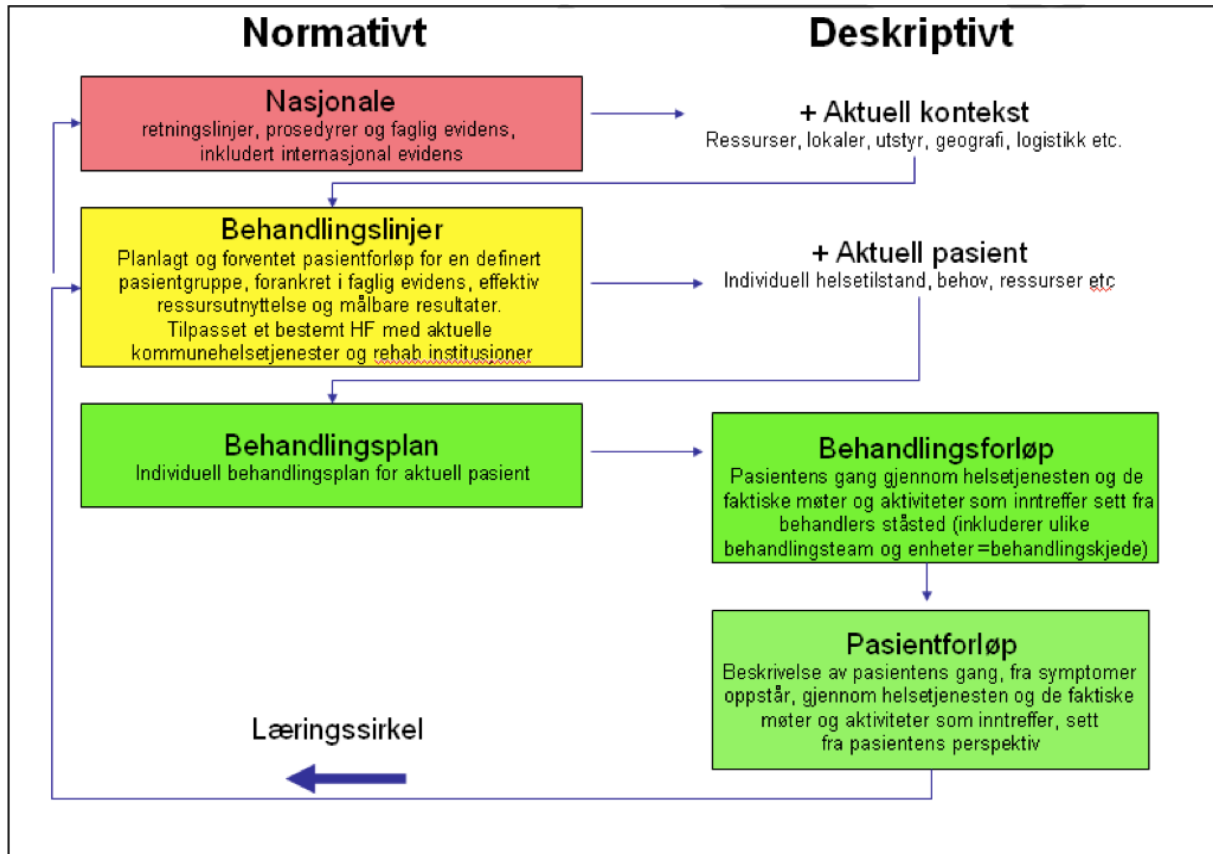 Normativt
Deskriptivt
Nasjonale
retningslinjer, prosedyrer og faglig evidens,
inkludert internasjonal evidens
+ Aktuell kontekst
Ressurser, lokaler, utstyr, geografi, logistikk etc.
Behandlingslinjer
Planlagt og forventet pasientforløp for en definert
pasientgruppe, forankret i faglig evidens, effektiv
ressursutnyttelse og målbare resultater.
Tilpasset et bestemt HF med aktuelle
kommunehelsetjenester og rehab institusjoner
+ Aktuell pasient
Individuell helsetilstand, behov, ressurser etc
Behandlingsplan
Individuell behandlingsplan for aktuell pasient
Behandlingsforløp
Pasientens gang gjennom helsetjenesten og de
faktiske møter og aktiviteter som inntreffer sett fra
behandlers ståsted (inkluderer ulike
behandlingsteam og enheter=behandlingskjede)
Pasientforløp
Beskrivelse av pasientens gang, fra symptomer
oppstår, gjennom helsetjenesten og de faktiske
møter og aktiviteter som inntreffer, sett
fra pasientens perspektiv
Læringssirkel